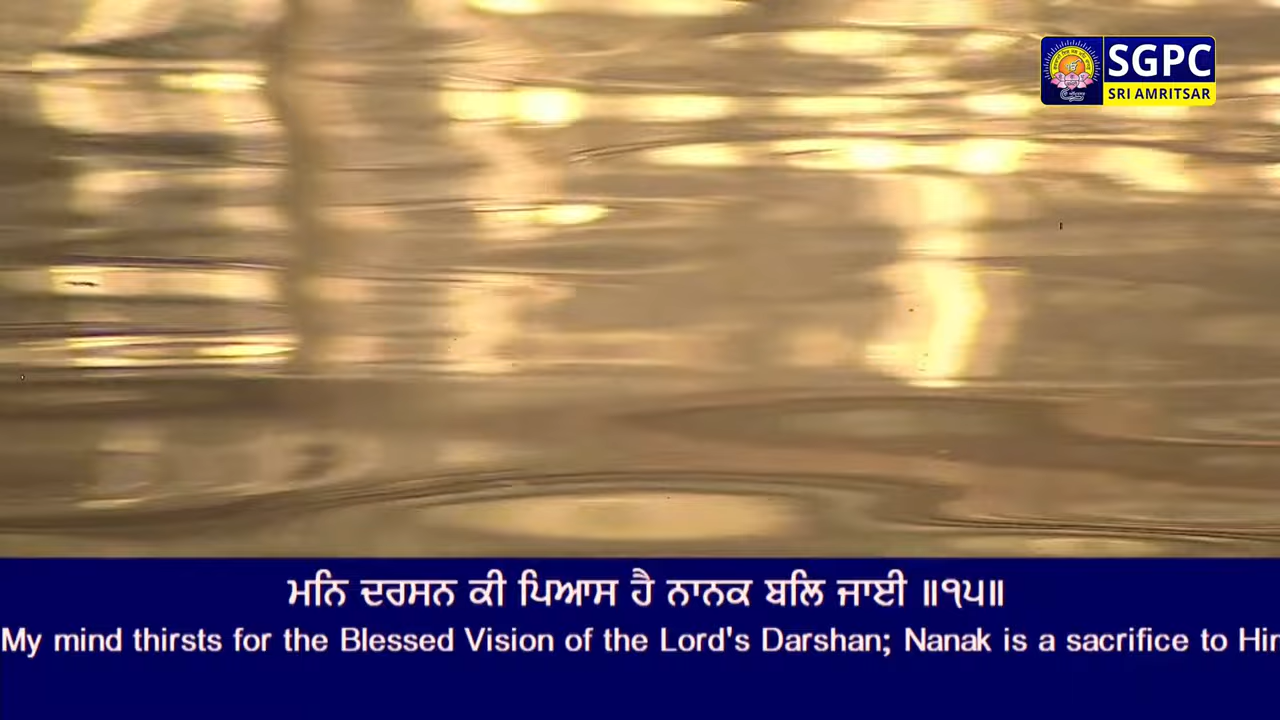 SGPC
SRI AMRITSAR
ਮਨਿ ਦਰਸਨ ਕੀ ਪਿਆਸ ਹੈ ਨਾਨਕ ਬਲਿ ਜਾਈ ॥੧੫॥
My mind thirsts for the Blessed Vision of the Lord's Darshan; Nanak is a sacrifice to